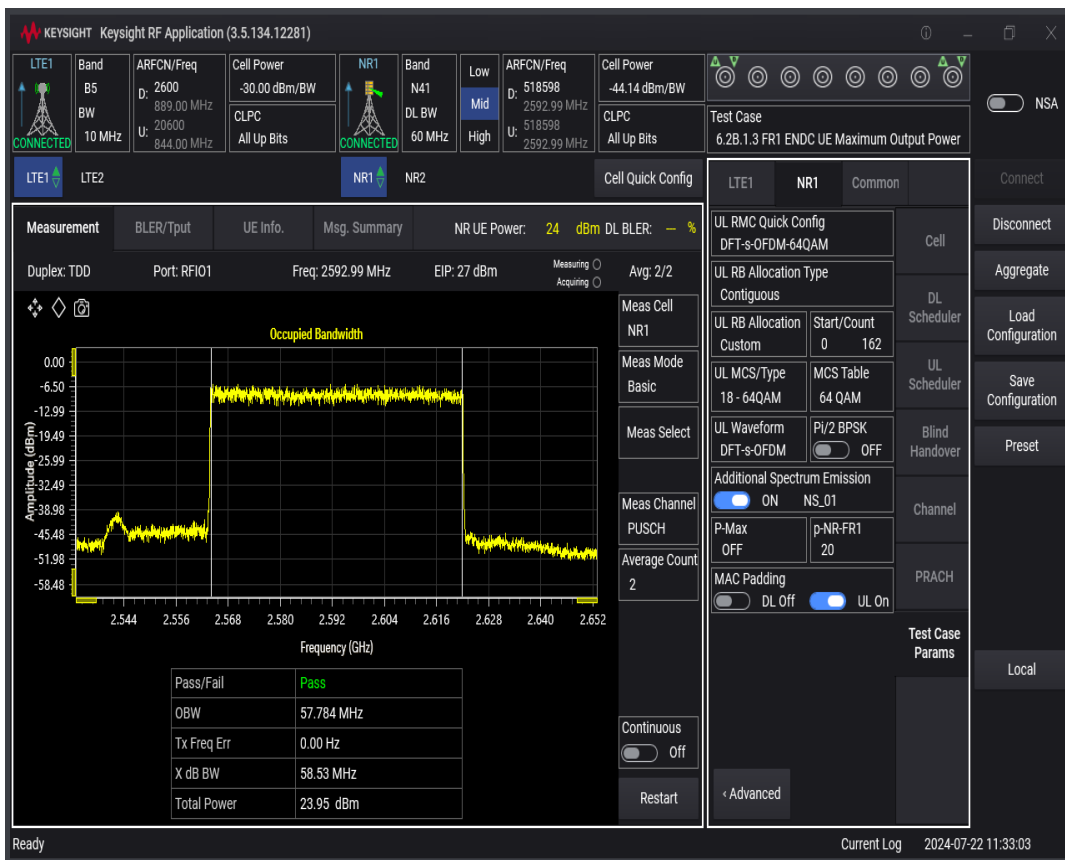 KEYSIGHT Keysight RF Application (3.5.134.12281)
LTE1
CONNECTED
Band
B5
BW
10 MHz
ARFCN/Freq
D: 2600
889.00 MHz
U: 20600
844.00 MHz
Cell Power
-30.00 dBm/BW
CLPC
All Up Bits
NR1
CONNECTED
Band
N41
DL BW
60 MHz
Low
Mid
High
ARFCN/Freq
D: 518598
2592.99 MHz
U: 518598
2592.99 MHz
Cell Power
-44.14 dBm/BW
CLPC
All Up Bits
Test Case
6.2B.1.3 FR1 ENDC UE Maximum Output Power
NSA
LTE1 LTE2
NR1 NR2
Cell Quick Config
Measurement BLER/Tput UE Info. Msg. Summary NR UE Power: 24 dBm DL BLER: — %
Duplex: TDD Port: RFIO1 Freq: 2592.99 MHz EIP: 27 dBm Measuring Avg: 2/2
Acquiring
Occupied Bandwidth
Amplitude (dBm)
0.00
-6.50
-12.99
-19.49
-25.99
-32.49
-38.98
-45.48
-51.98
-58.48
2.544 2.556 2.568 2.580 2.592 2.604 2.616 2.628 2.640 2.652
Frequency (GHz)
Pass/Fail Pass
OBW 57.784 MHz
Tx Freq Err 0.00 Hz
X dB BW 58.53 MHz
Total Power 23.95 dBm
Meas Cell
NR1
Meas Mode
Basic
Meas Select
Meas Channel
PUSCH
Average Count
2
Continuous
Off
Restart
LTE1 NR1 Common
UL RMC Quick Config
DFT-s-OFDM-64QAM
UL RB Allocation Type
Contiguous
UL RB Allocation
Custom
Start/Count
0 162
UL MCS/Type
18 - 64QAM
MCS Table
64 QAM
UL Waveform
DFT-s-OFDM
Pi/2 BPSK
OFF
Additional Spectrum Emission
ON NS_01
P-Max
OFF
p-NR-FR1
20
MAC Padding
DL Off UL On
‹ Advanced
Cell
DL
Scheduler
UL
Scheduler
Blind
Handover
Channel
PRACH
Test Case
Params
Connect
Disconnect
Aggregate
Load
Configuration
Save
Configuration
Preset
Local
Ready
Current Log 2024-07-22 11:33:03